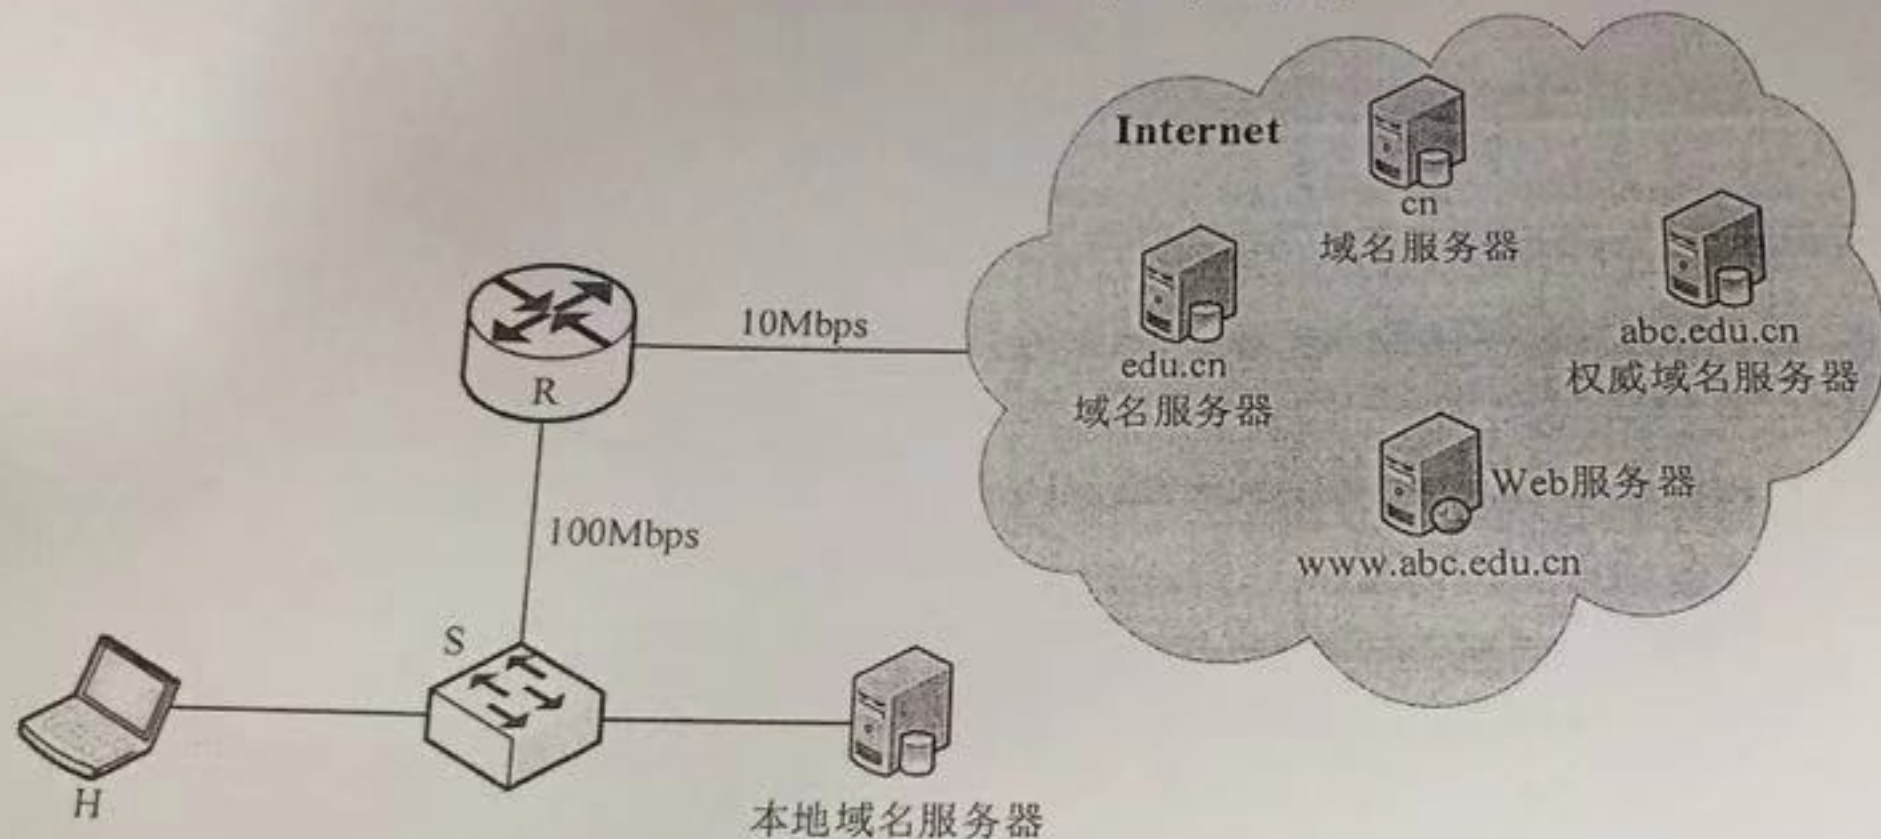 Internet
cn
域名服务器
edu.cn
域名服务器
abc.edu.cn
权威域名服务器
Web服务器
www.abc.edu.cn
10Mbps
R
100Mbps
S
H
本地域名服务器